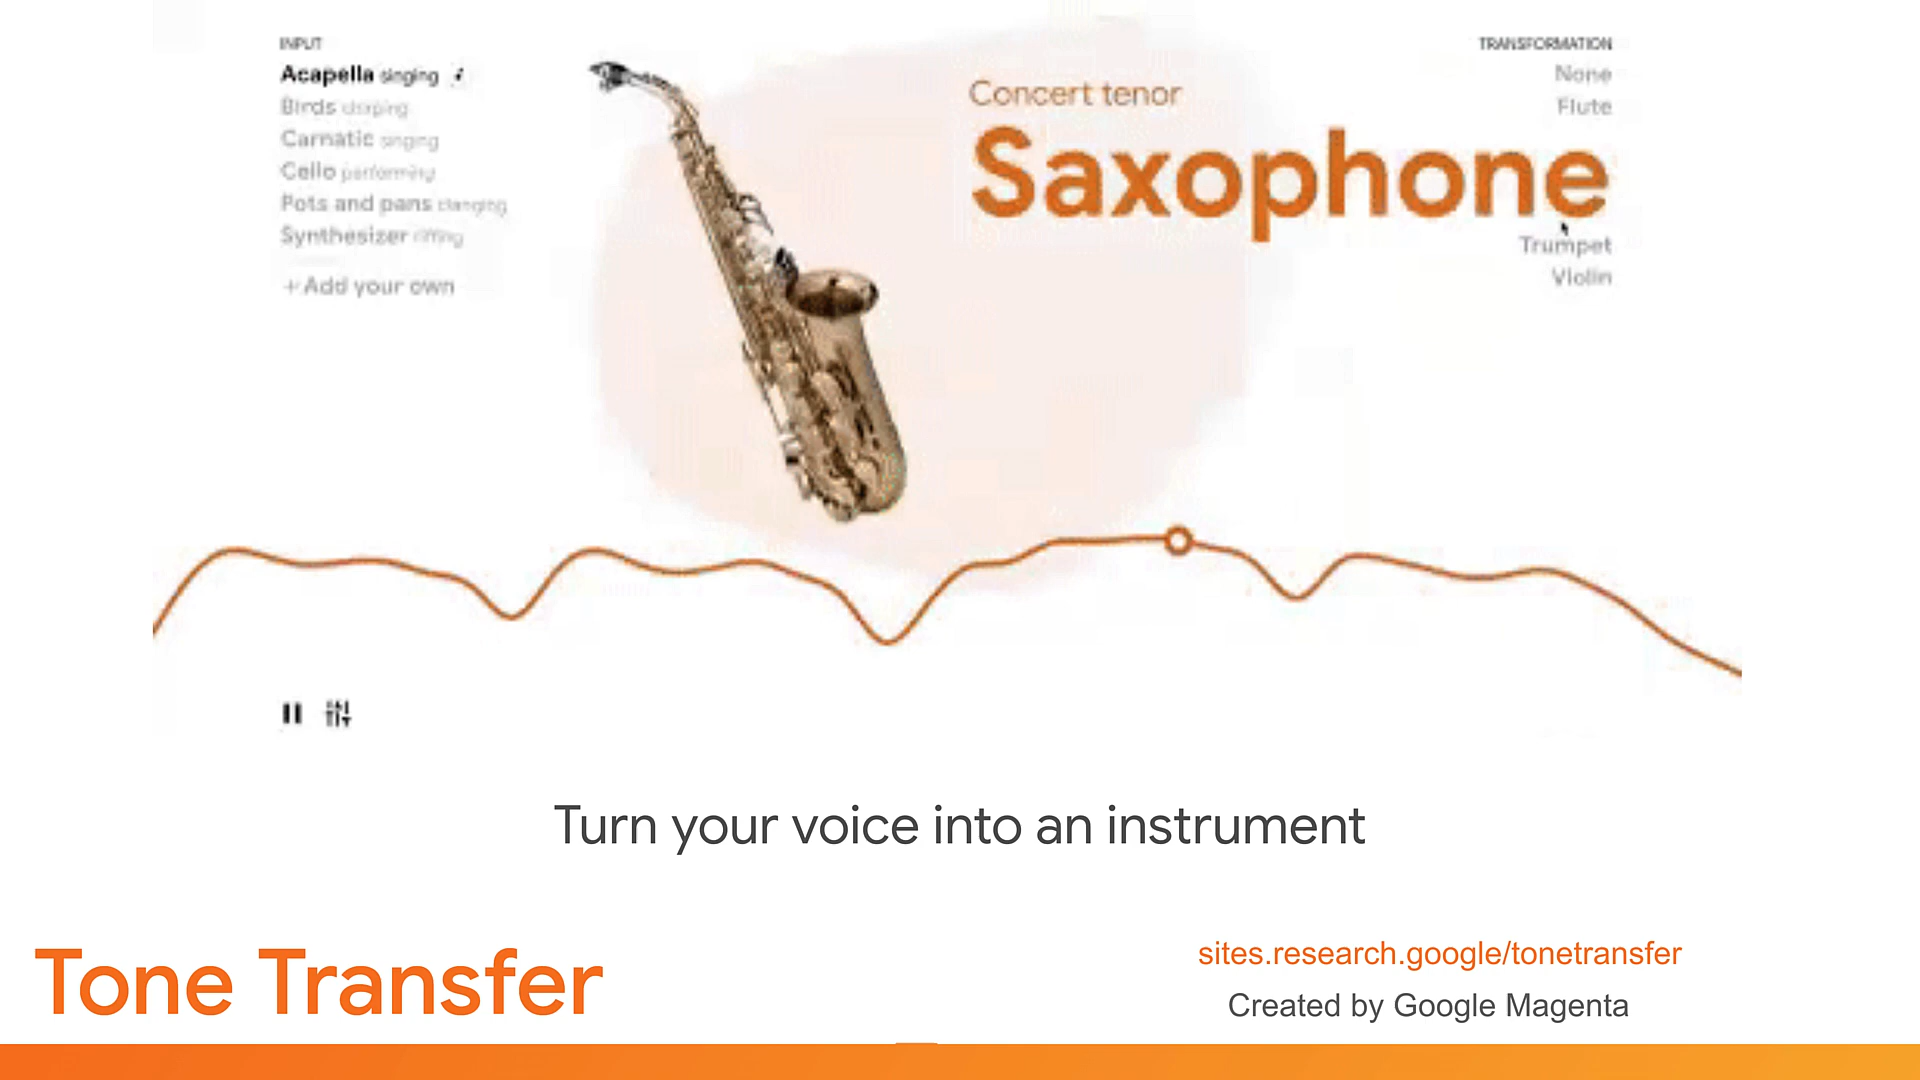 INPUT
Acapella singing
Birds chirping
Carnatic singing
Cello performing
Pots and pans clanging
Synthesizer riffing
+ Add your own
Concert tenor
Saxophone
TRANSFORMATION
None
Flute
Trumpet
Violin
Turn your voice into an instrument
Tone Transfer
sites.research.google/tonetransfer
Created by Google Magenta